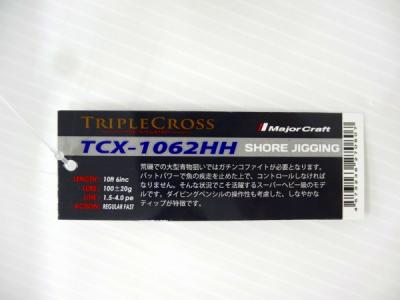 TRIPLECROSS
MajorCraft
TCX-1062HH SHORE JIGGING
荒磯での大型青物狙いではガチンコファイトが必要となります。
バットパワーで魚の疾走を止めた上で、コントロールしなければ
なりません。そんな状況でこそ活躍するスーパーヘビー級のモデ
ルです。ダイビングペンシルの操作性も考慮した、しなやかな
ティップが特徴です。
LENGTH: 10ft 6inc
LURE: 100±20g
LINE: 1.5-4.0 pe
ACTION: REGULAR FAST